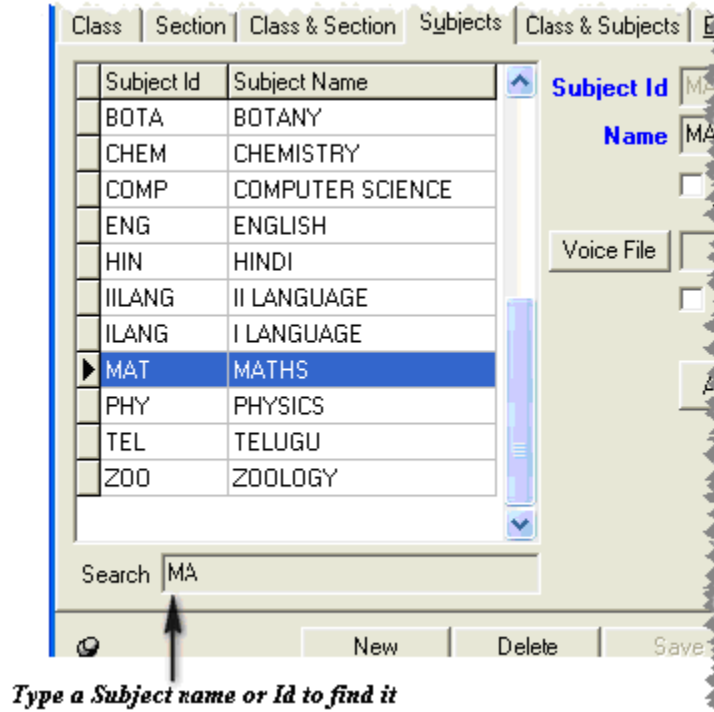 Class Section Class & Section Subjects Class & Subjects
Subject Id Subject Name
BOTA BOTANY
CHEM CHEMISTRY
COMP COMPUTER SCIENCE
ENG ENGLISH
HIN HINDI
IILANG II LANGUAGE
ILANG I LANGUAGE
MAT MATHS
PHY PHYSICS
TEL TELUGU
ZOO ZOOLOGY
Subject Id MA
Name MA
Voice File
Search MA
New Delete Save
Type a Subject name or Id to find it